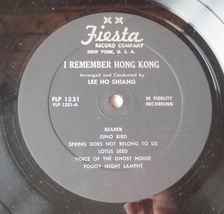 Fiesta
RECORD COMPANY
NEW YORK, U. S. A.
I REMEMBER HONG KONG
Arranged and Conducted by
LEE HO SHIANG
FLP 1331
FLP 1331-A
HI FIDELITY
RECORDING
BEARER
JUNO BIRD
SPRING DOES NOT BELONG TO US
LOTUS SEED
VOICE OF THE GHOST HOUSE
FOGGY NIGHT LAMENT